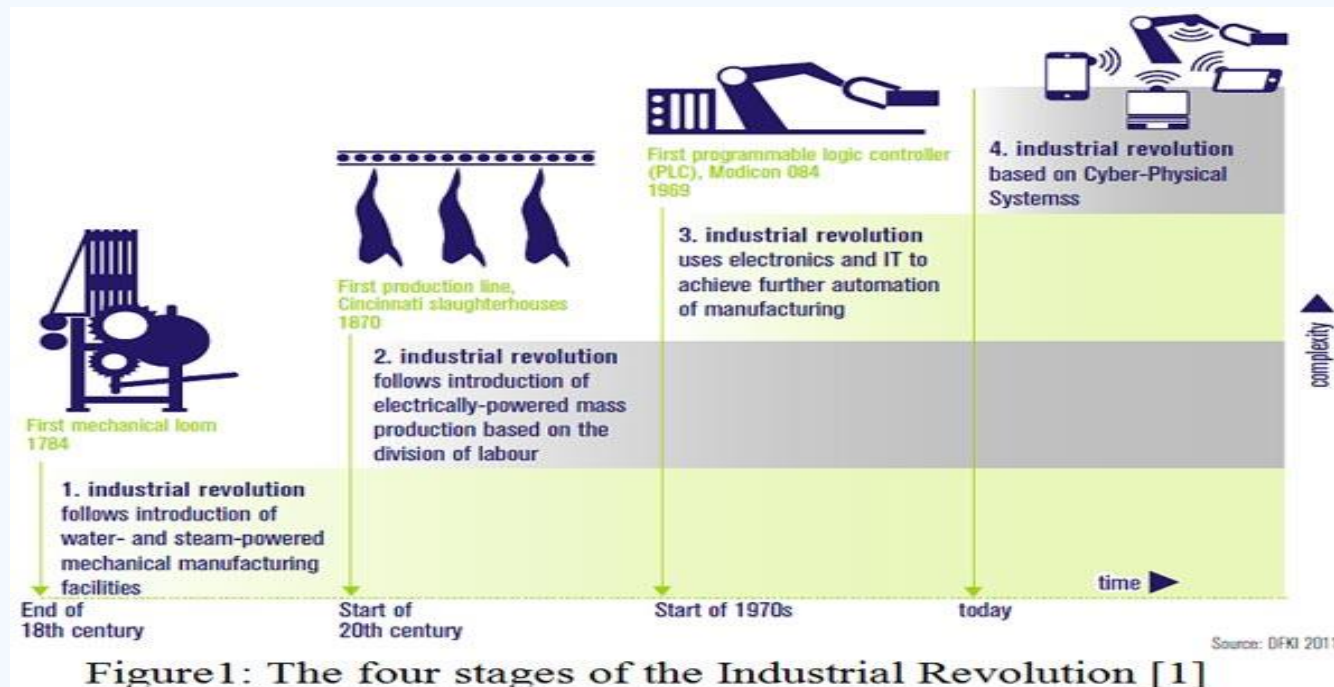 First mechanical loom
1784
1. industrial revolution
follows introduction of
water- and steam-powered
mechanical manufacturing
facilities
End of
18th century
First production line,
Cincinnati slaughterhouses
1870
2. industrial revolution
follows introduction of
electrically-powered mass
production based on the
division of labour
Start of
20th century
First programmable logic controller
(PLC), Modicon 084
1969
3. industrial revolution
uses electronics and IT to
achieve further automation
of manufacturing
Start of 1970s
4. industrial revolution
based on Cyber-Physical
Systemss
today
time
complexity
Source: DFKI 2011
Figure1: The four stages of the Industrial Revolution [1]